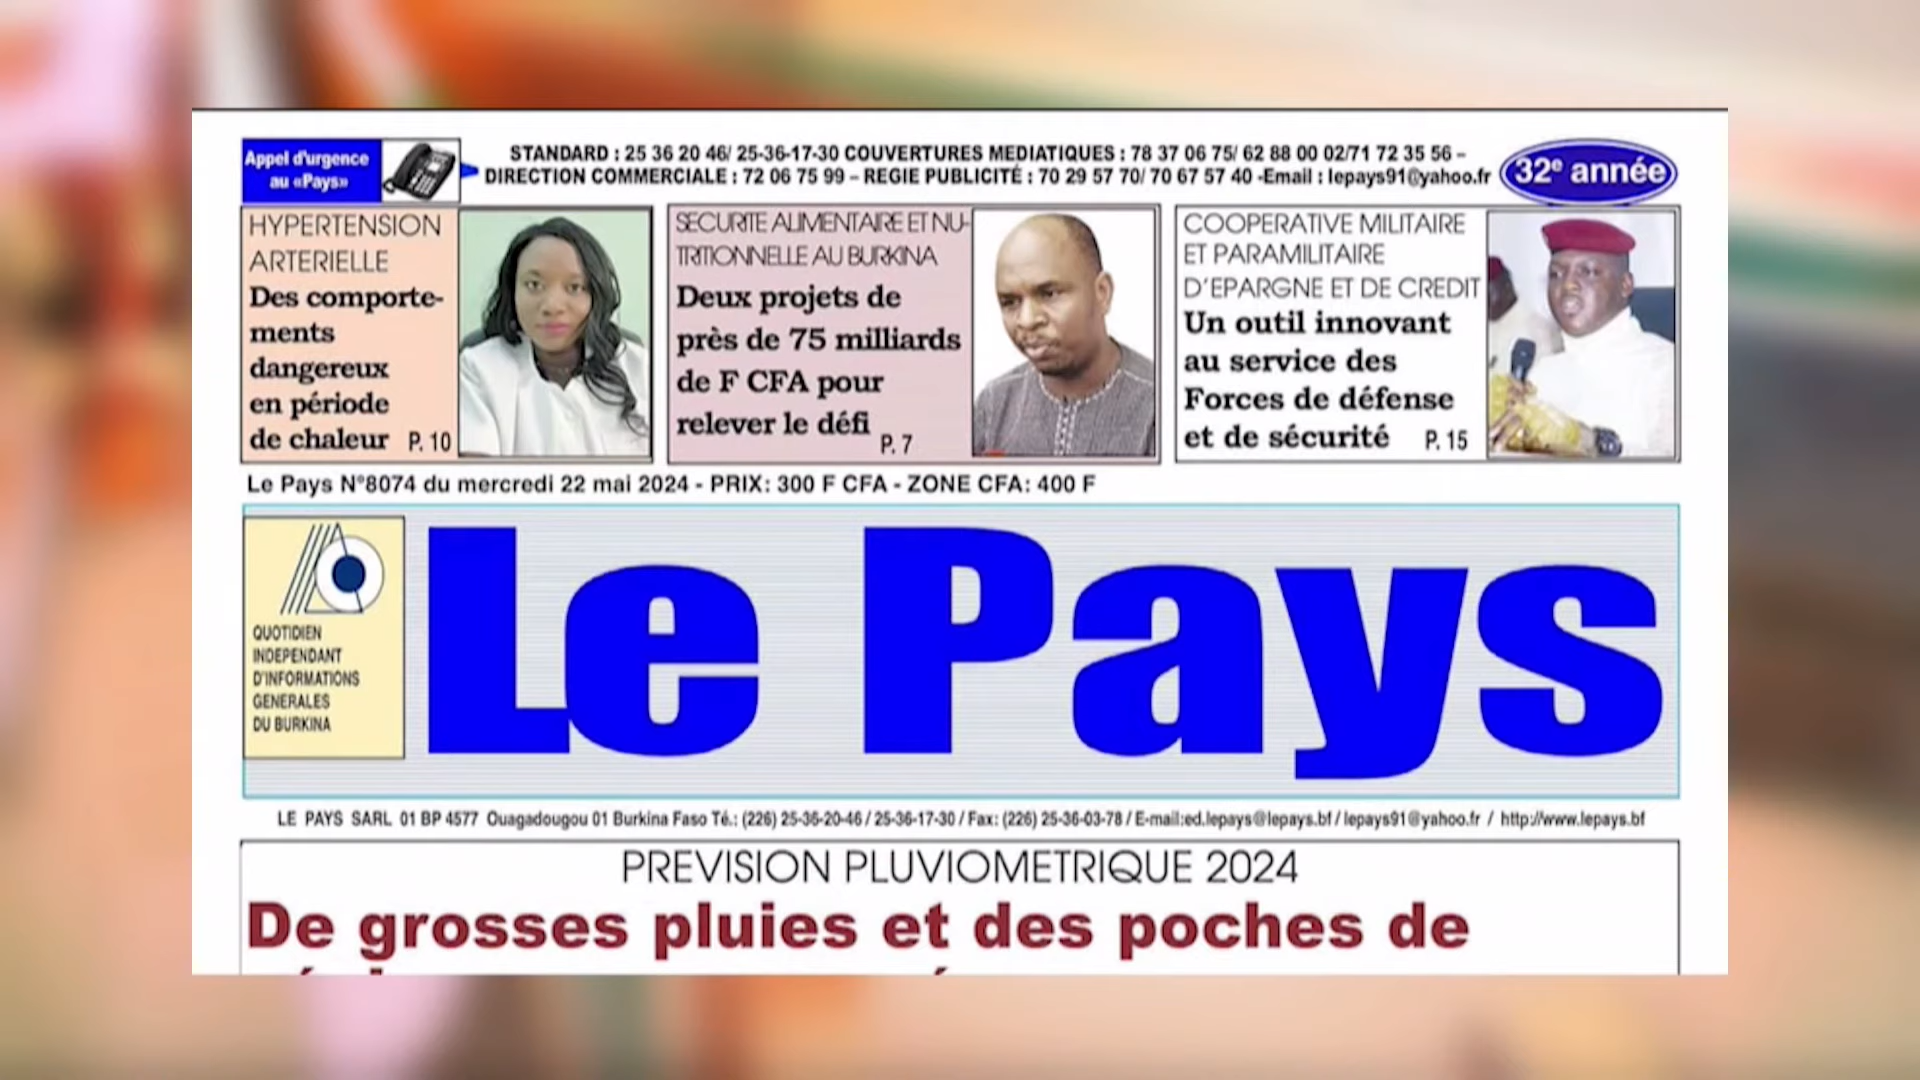 Appel d'urgence
au «Pays»
STANDARD : 25 36 20 46/ 25-36-17-30 COUVERTURES MEDIATIQUES : 78 37 06 75/ 62 88 00 02/71 72 35 56 –
DIRECTION COMMERCIALE : 72 06 75 99 – REGIE PUBLICITÉ : 70 29 57 70/ 70 67 57 40 -Email : lepays91@yahoo.fr
32e année
HYPERTENSION
ARTERIELLE
Des comporte-
ments
dangereux
en période
de chaleur P. 10
SECURITE ALIMENTAIRE ET NU-
TRITIONNELLE AU BURKINA
Deux projets de
près de 75 milliards
de F CFA pour
relever le défi P. 7
COOPERATIVE MILITAIRE
ET PARAMILITAIRE
D'EPARGNE ET DE CREDIT
Un outil innovant
au service des
Forces de défense
et de sécurité P. 15
Le Pays N°8074 du mercredi 22 mai 2024 - PRIX: 300 F CFA - ZONE CFA: 400 F
QUOTIDIEN
INDEPENDANT
D'INFORMATIONS
GENERALES
DU BURKINA
Le Pays
LE PAYS SARL 01 BP 4577 Ouagadougou 01 Burkina Faso Té.: (226) 25-36-20-46 / 25-36-17-30 / Fax: (226) 25-36-03-78 / E-mail:ed.lepays@lepays.bf / lepays91@yahoo.fr / http://www.lepays.bf
PREVISION PLUVIOMETRIQUE 2024
De grosses pluies et des poches de